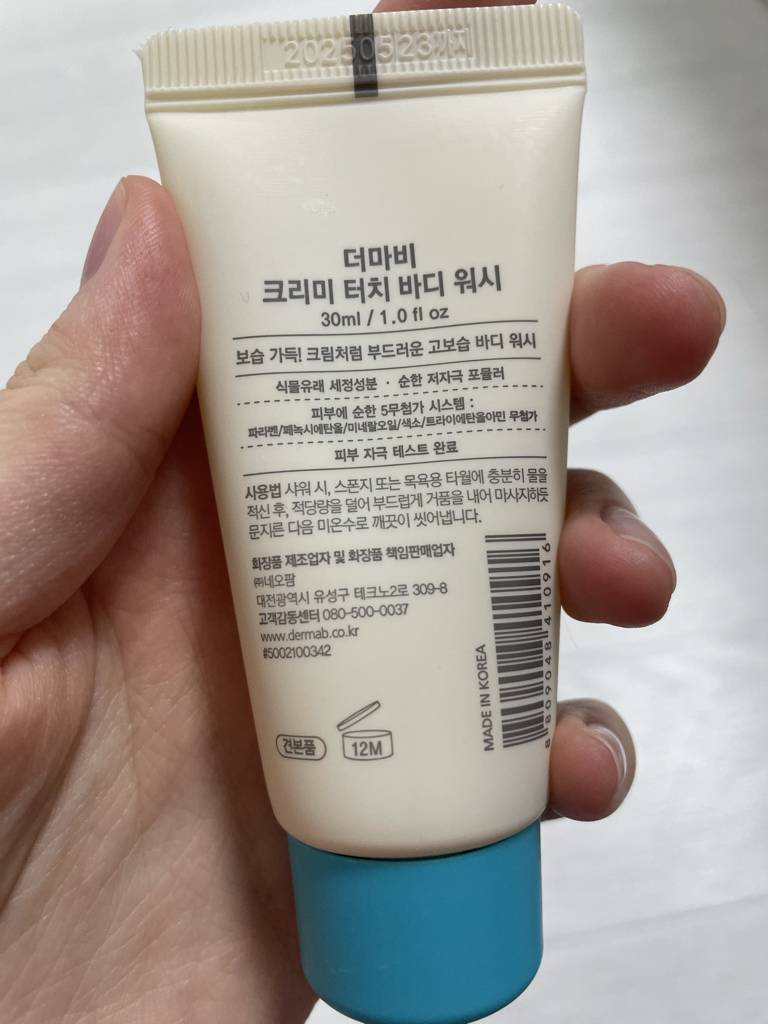 20250523까지
더마비
크리미 터치 바디 워시
30ml / 1.0 fl oz
보습 가득! 크림처럼 부드러운 고보습 바디 워시
식물유래 세정성분 · 순한 저자극 포뮬러
피부에 순한 5무첨가 시스템 :
파라벤/페녹시에탄올/미네랄오일/색소/트라이에탄올아민 무첨가
피부 자극 테스트 완료
사용법 샤워 시, 스폰지 또는 목욕용 타월에 충분히 물을
적신 후, 적당량을 덜어 부드럽게 거품을 내어 마사지하듯
문지른 다음 미온수로 깨끗이 씻어냅니다.
화장품 제조업자 및 화장품 책임판매업자
㈜네오팜
대전광역시 유성구 테크노2로 309-8
고객감동센터 080-500-0037
www.dermab.co.kr
#5002100342
견본품
12M
MADE IN KOREA
8 809048 410916